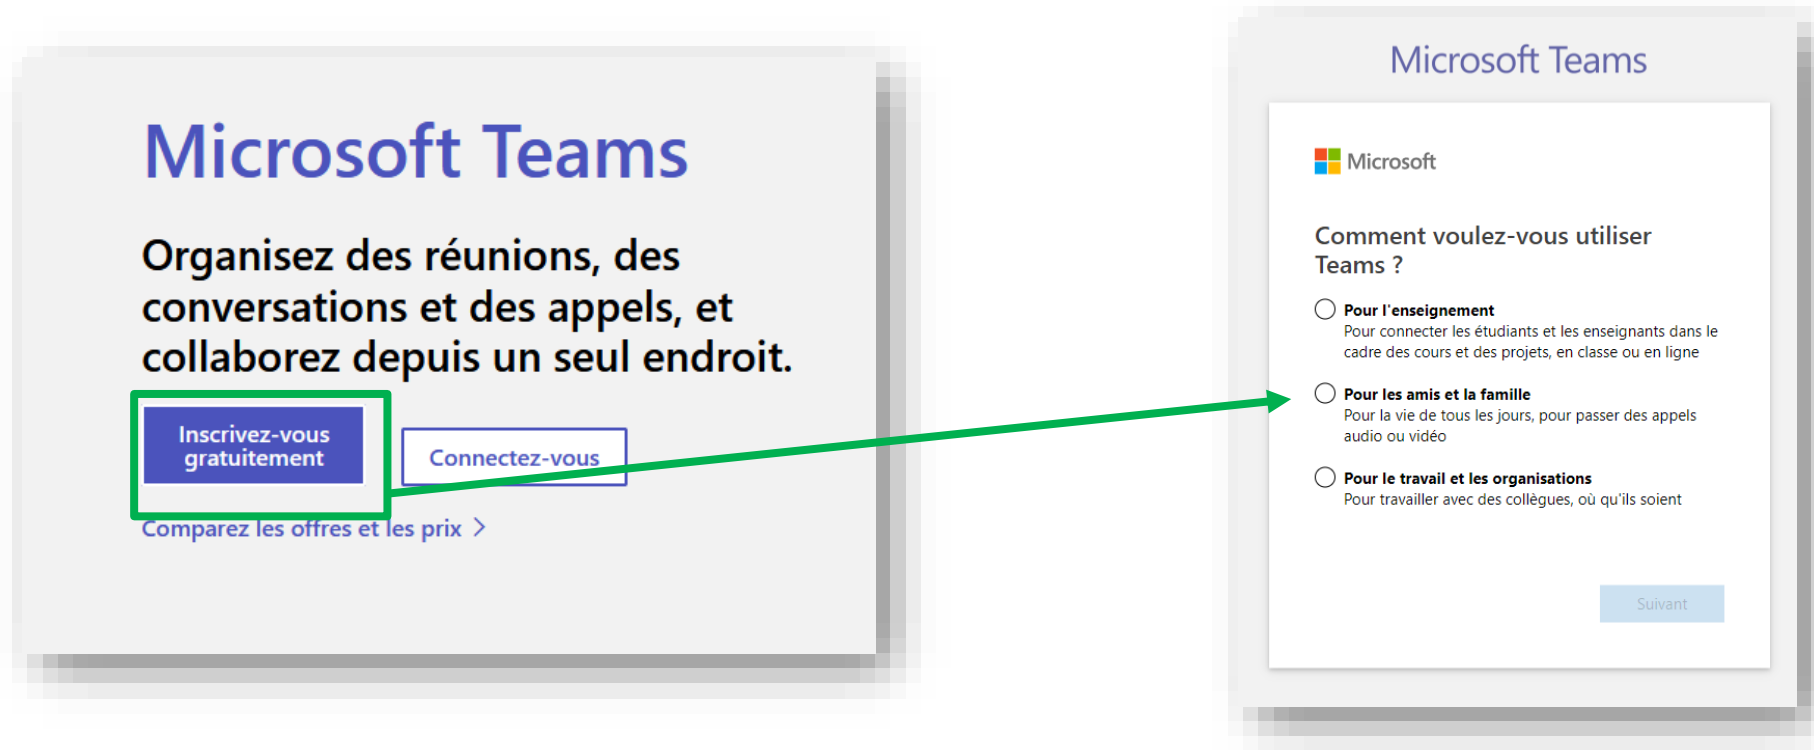 Microsoft Teams
Organisez des réunions, des
conversations et des appels, et
collaborez depuis un seul endroit.
Inscrivez-vous
gratuitement
Connectez-vous
Comparez les offres et les prix >
Microsoft Teams
Microsoft
Comment voulez-vous utiliser
Teams ?
Pour l'enseignement
Pour connecter les étudiants et les enseignants dans le
cadre des cours et des projets, en classe ou en ligne
Pour les amis et la famille
Pour la vie de tous les jours, pour passer des appels
audio ou vidéo
Pour le travail et les organisations
Pour travailler avec des collègues, où qu'ils soient
Suivant